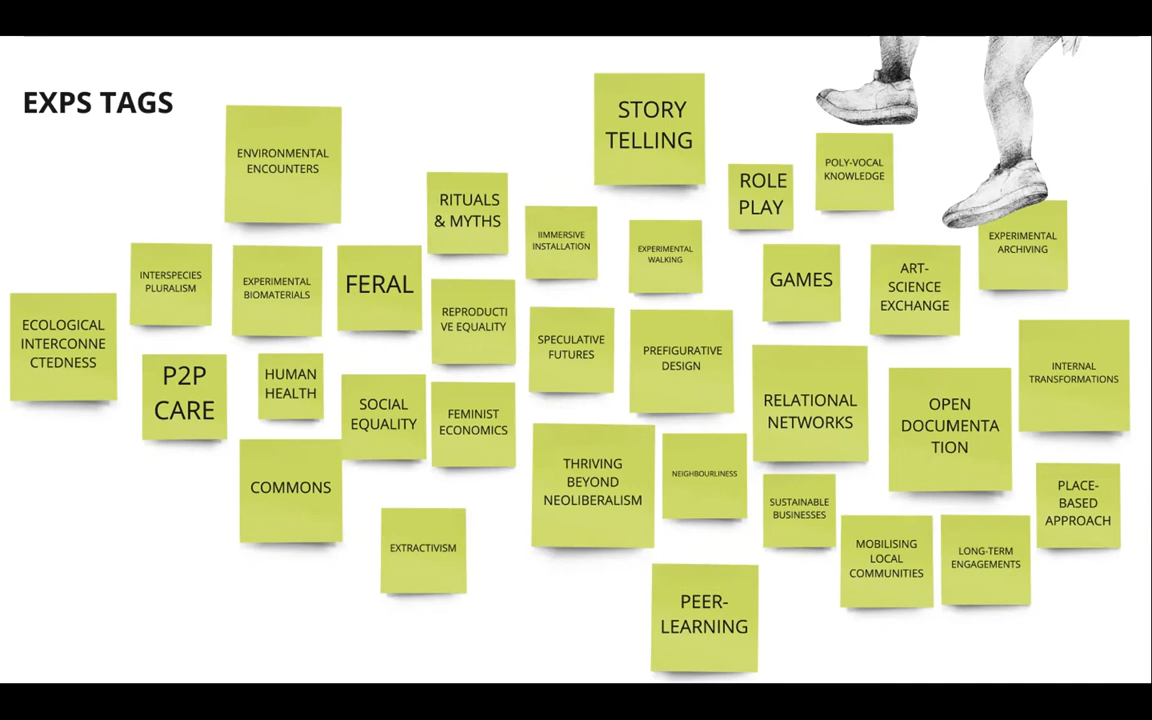 EXPS TAGS
ENVIRONMENTAL
ENCOUNTERS
STORY
TELLING
RITUALS
& MYTHS
ROLE
PLAY
POLY-VOCAL
KNOWLEDGE
IIMMERSIVE
INSTALLATION
EXPERIMENTAL
WALKING
EXPERIMENTAL
ARCHIVING
INTERSPECIES
PLURALISM
EXPERIMENTAL
BIOMATERIALS
FERAL
GAMES
ART-
SCIENCE
EXCHANGE
ECOLOGICAL
INTERCONNE
CTEDNESS
REPRODUCTI
VE EQUALITY
SPECULATIVE
FUTURES
PREFIGURATIVE
DESIGN
INTERNAL
TRANSFORMATIONS
P2P
CARE
HUMAN
HEALTH
SOCIAL
EQUALITY
FEMINIST
ECONOMICS
RELATIONAL
NETWORKS
OPEN
DOCUMENTA
TION
COMMONS
THRIVING
BEYOND
NEOLIBERALISM
NEIGHBOURLINESS
SUSTAINABLE
BUSINESSES
PLACE-
BASED
APPROACH
EXTRACTIVISM
MOBILISING
LOCAL
COMMUNITIES
LONG-TERM
ENGAGEMENTS
PEER-
LEARNING